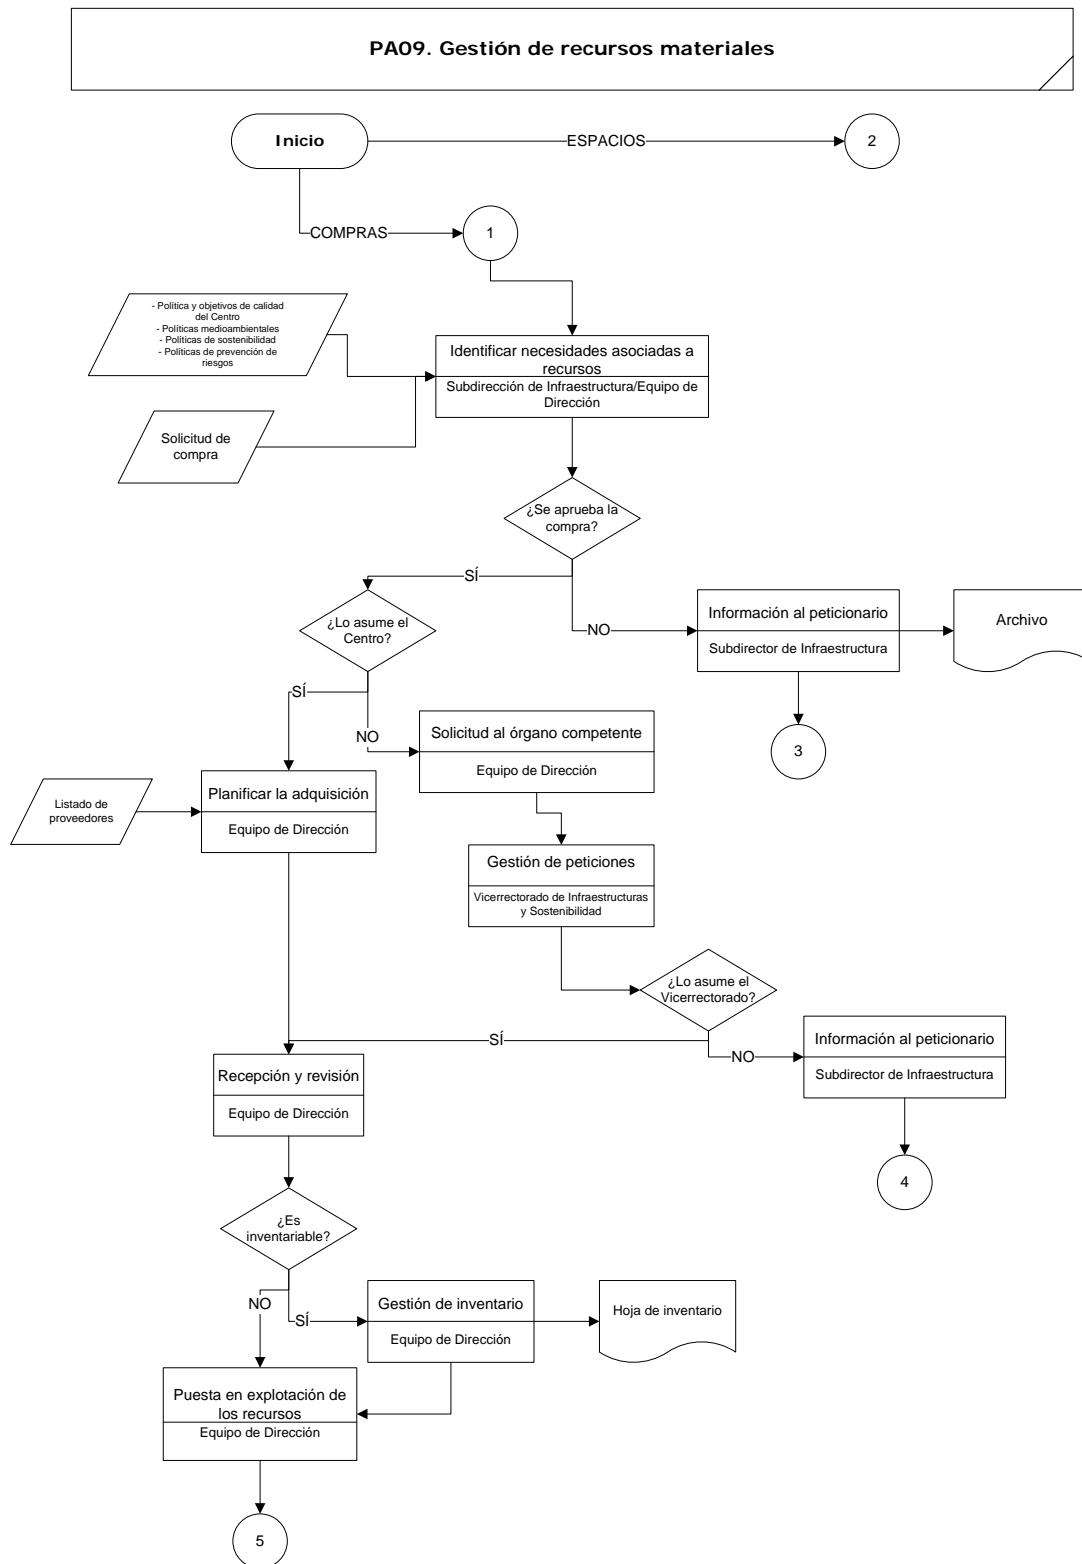 PA09. Gestión de recursos materiales
Inicio
ESPACIOS
2
COMPRAS
1
- Política y objetivos de calidad
del Centro
- Políticas medioambientales
- Políticas de sostenibilidad
- Políticas de prevención de
riesgos
Identificar necesidades asociadas a
recursos
Subdirección de Infraestructura/Equipo de
Dirección
Solicitud de
compra
¿Se aprueba la
compra?
SÍ
NO
¿Lo asume el
Centro?
Información al peticionario
Subdirector de Infraestructura
Archivo
3
SÍ
NO
Solicitud al órgano competente
Equipo de Dirección
Listado de
proveedores
Planificar la adquisición
Equipo de Dirección
Gestión de peticiones
Vicerrectorado de Infraestructuras
y Sostenibilidad
¿Lo asume el
Vicerrectorado?
SÍ
NO
Información al peticionario
Subdirector de Infraestructura
4
Recepción y revisión
Equipo de Dirección
¿Es
inventariable?
NO
SÍ
Gestión de inventario
Equipo de Dirección
Hoja de inventario
Puesta en explotación de
los recursos
Equipo de Dirección
5